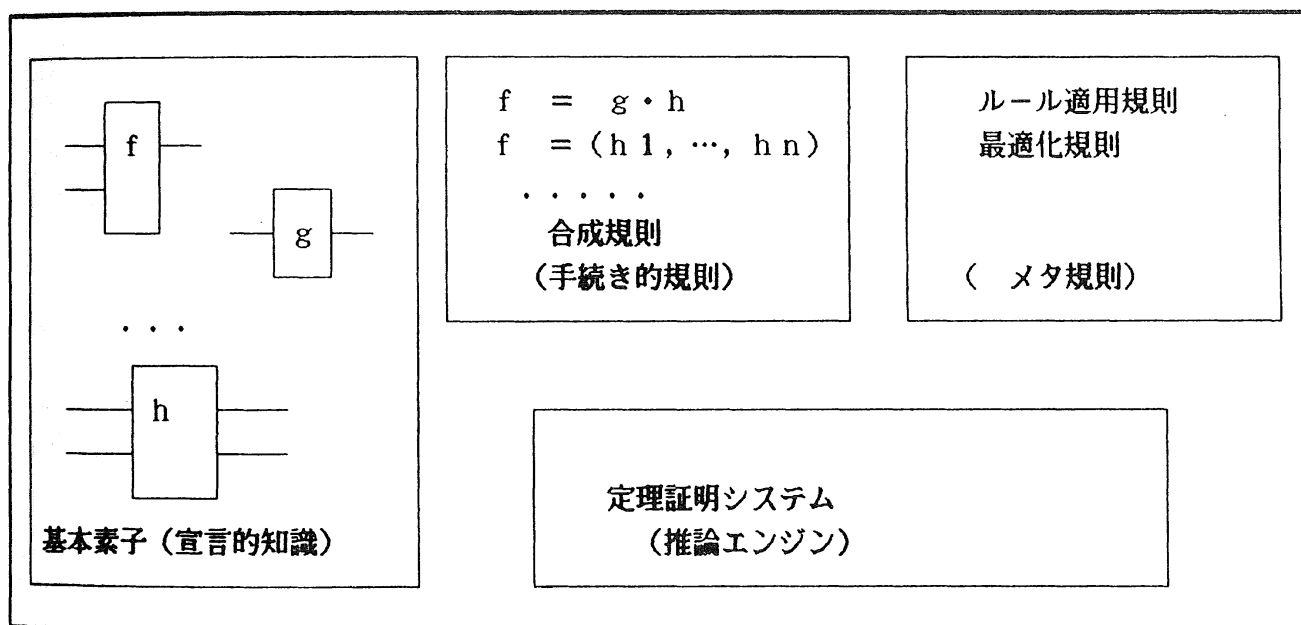 f
g
. . .
h
基本素子（宣言的知識）
f = g・h
f =（h1, …, hn）
. . . . .
合成規則
（手続き的規則）
ルール適用規則
最適化規則
（ メタ規則）
定理証明システム
（推論エンジン）